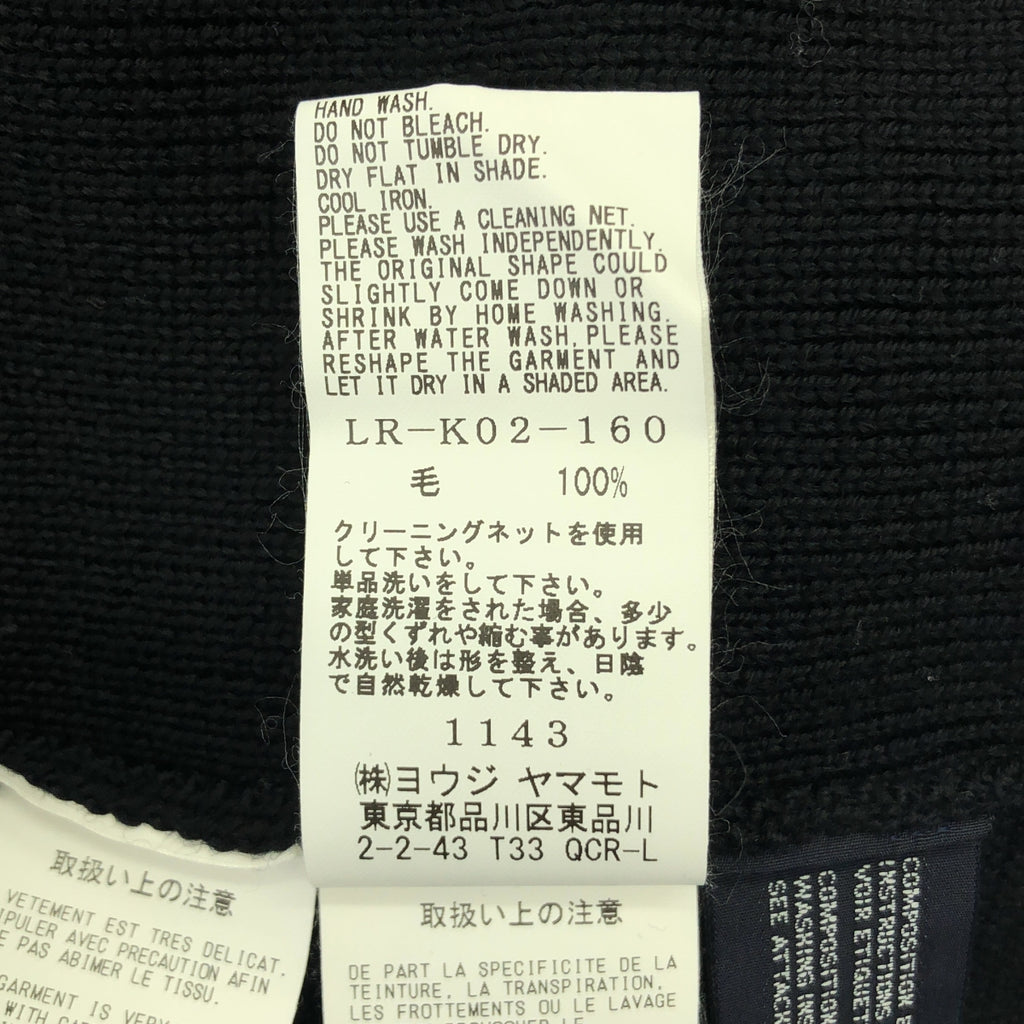 HAND WASH.
DO NOT BLEACH.
DO NOT TUMBLE DRY.
DRY FLAT IN SHADE.
COOL IRON.
PLEASE USE A CLEANING NET.
PLEASE WASH INDEPENDENTLY.
THE ORIGINAL SHAPE COULD
SLIGHTLY COME DOWN OR
SHRINK BY HOME WASHING.
AFTER WATER WASH, PLEASE
RESHAPE THE GARMENT AND
LET IT DRY IN A SHADED AREA.
LR-K02-160
毛 100%
クリーニングネットを使用
して下さい。
単品洗いをして下さい。
家庭洗濯をされた場合、多少
の型くずれや縮む事があります。
水洗い後は形を整え、日陰
で自然乾燥して下さい。
1143
㈱ヨウジ ヤマモト
東京都品川区東品川
2-2-43 T33 QCR-L
取扱い上の注意
VETEMENT EST TRES DELICAT.
AVEC PRECAUTION AFIN
PAS ABIMER LE TISSU.
GARMENT IS VERY
WITH
取扱い上の注意
DE PART LA SPECIFICITE DE LA
TEINTURE, LA TRANSPIRATION,
LES FROTTEMENTS OU LE LAVAGE
COMPOSITION
INSTRUCTIONS
VOIR ETIQUET
COMPOSITION
WASHING INS
SEE ATTACH